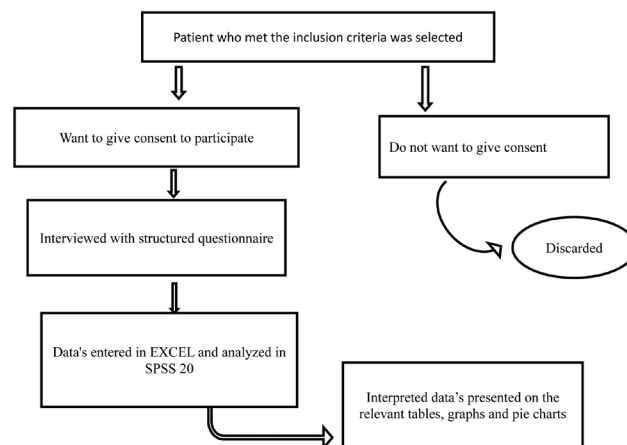 Patient who met the inclusion criteria was selected
Want to give consent to participate
Do not want to give consent
Interviewed with structured questionnaire
Discarded
Data's entered in EXCEL and analyzed in
SPSS 20
Interpreted data's presented on the
relevant tables, graphs and pie charts